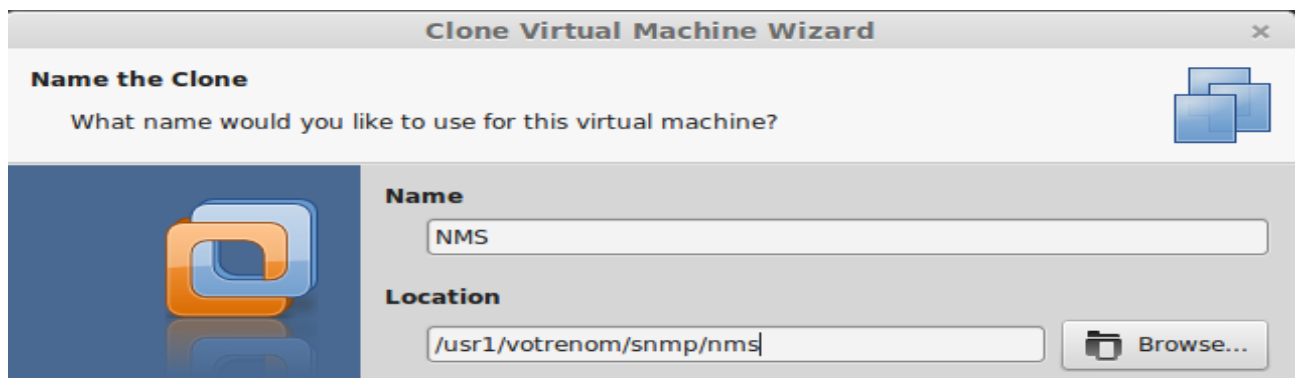 Clone Virtual Machine Wizard
Name the Clone
What name would you like to use for this virtual machine?
Name
NMS
Location
/usr1/votrenom/snmp/nms
Browse...